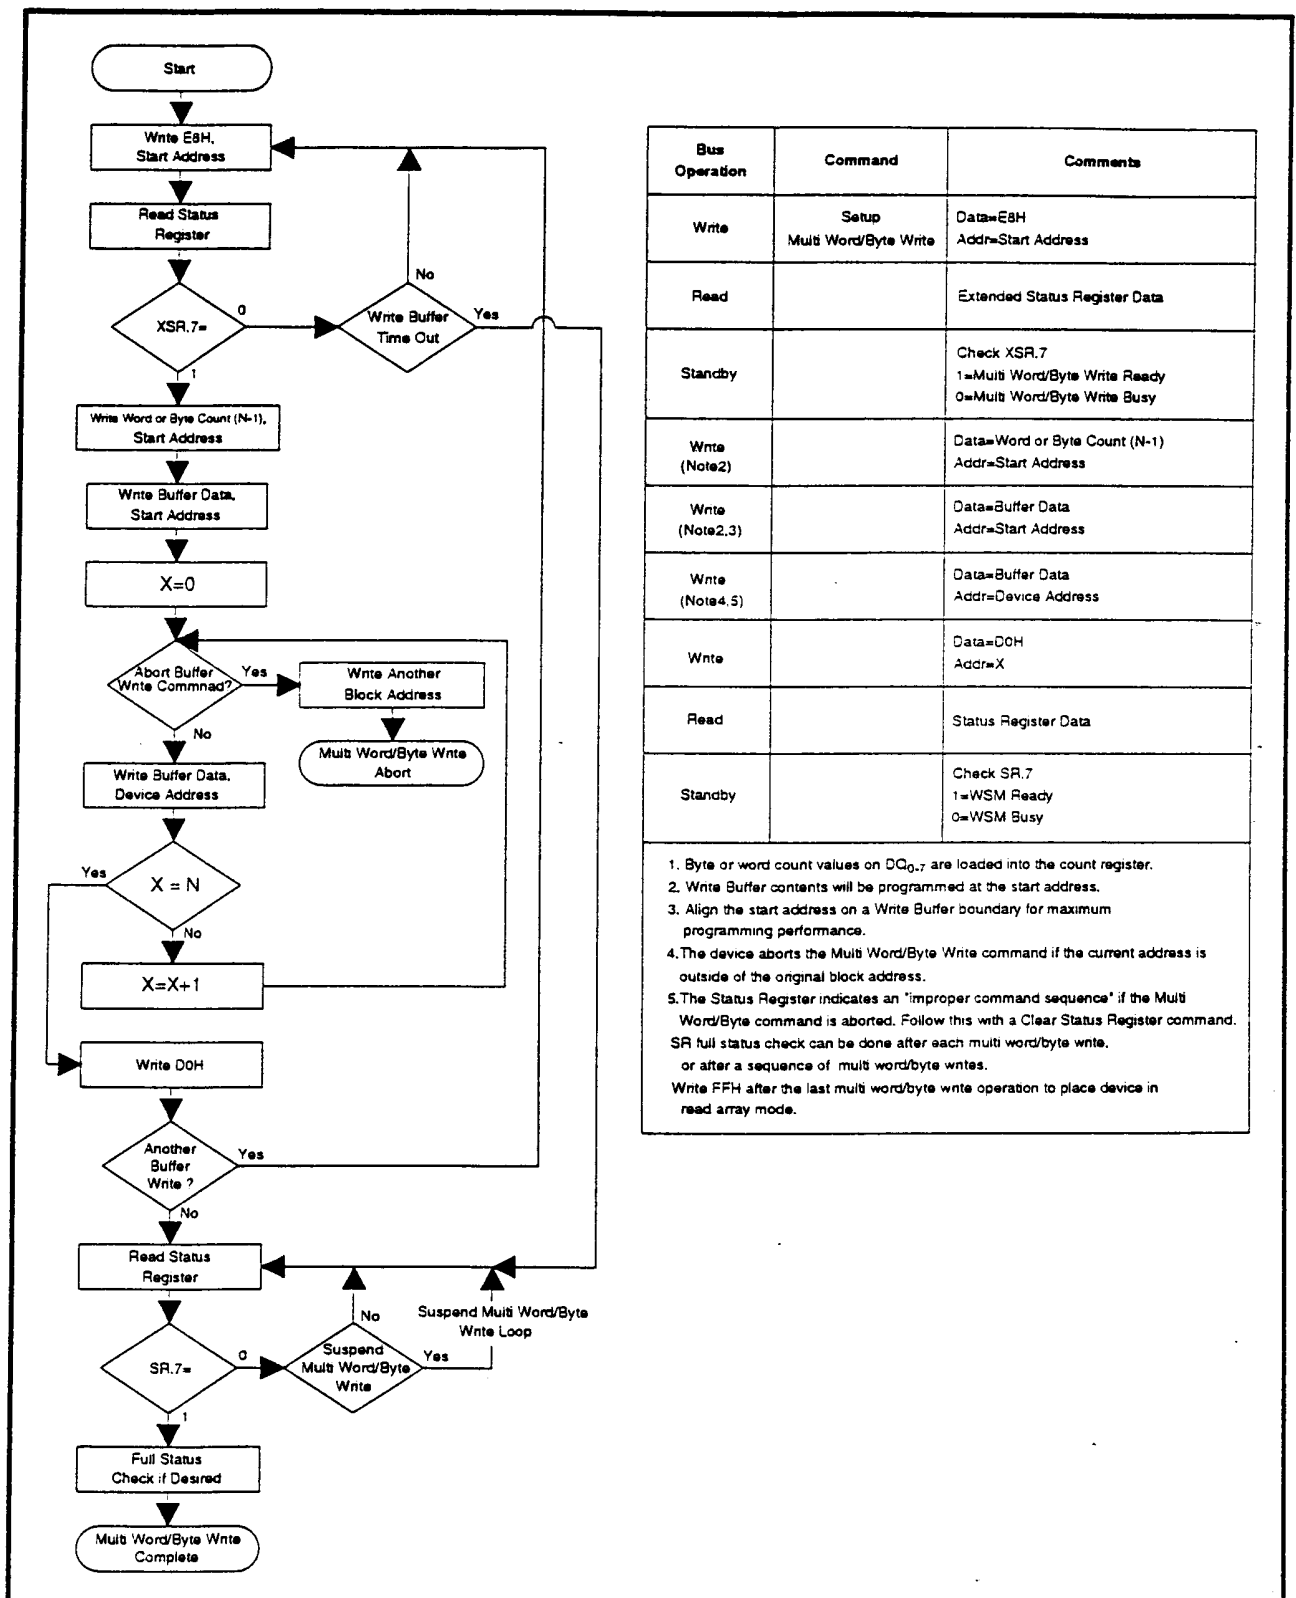 Start
Write E8H,
Start Address
Read Status
Register
XSR.7=
0
1
No
Write Buffer
Time Out
Yes
Write Word or Byte Count (N-1),
Start Address
Write Buffer Data,
Start Address
X=0
Abort Buffer
Write Commnad?
Yes
No
Write Another
Block Address
Multi Word/Byte Write
Abort
Write Buffer Data,
Device Address
Yes
X = N
No
X=X+1
Write D0H
Another
Buffer
Write ?
Yes
No
Read Status
Register
No
Suspend Multi Word/Byte
Write Loop
SR.7=
0
Suspend
Multi Word/Byte
Write
Yes
1
Full Status
Check if Desired
Multi Word/Byte Write
Complete
Bus
Operation
Command
Comments
Write
Setup
Multi Word/Byte Write
Data=E8H
Addr=Start Address
Read
Extended Status Register Data
Standby
Check XSR.7
1=Multi Word/Byte Write Ready
0=Multi Word/Byte Write Busy
Write
(Note2)
Data=Word or Byte Count (N-1)
Addr=Start Address
Write
(Note2,3)
Data=Buffer Data
Addr=Start Address
Write
(Note4,5)
Data=Buffer Data
Addr=Device Address
Write
Data=D0H
Addr=X
Read
Status Register Data
Standby
Check SR.7
1=WSM Ready
0=WSM Busy
1. Byte or word count values on DQ0-7 are loaded into the count register.
2. Write Buffer contents will be programmed at the start address.
3. Align the start address on a Write Buffer boundary for maximum
programming performance.
4.The device aborts the Multi Word/Byte Write command if the current address is
outside of the original block address.
5.The Status Register indicates an "improper command sequence" if the Multi
Word/Byte command is aborted. Follow this with a Clear Status Register command.
SR full status check can be done after each multi word/byte write,
or after a sequence of multi word/byte writes.
Write FFH after the last multi word/byte write operation to place device in
read array mode.